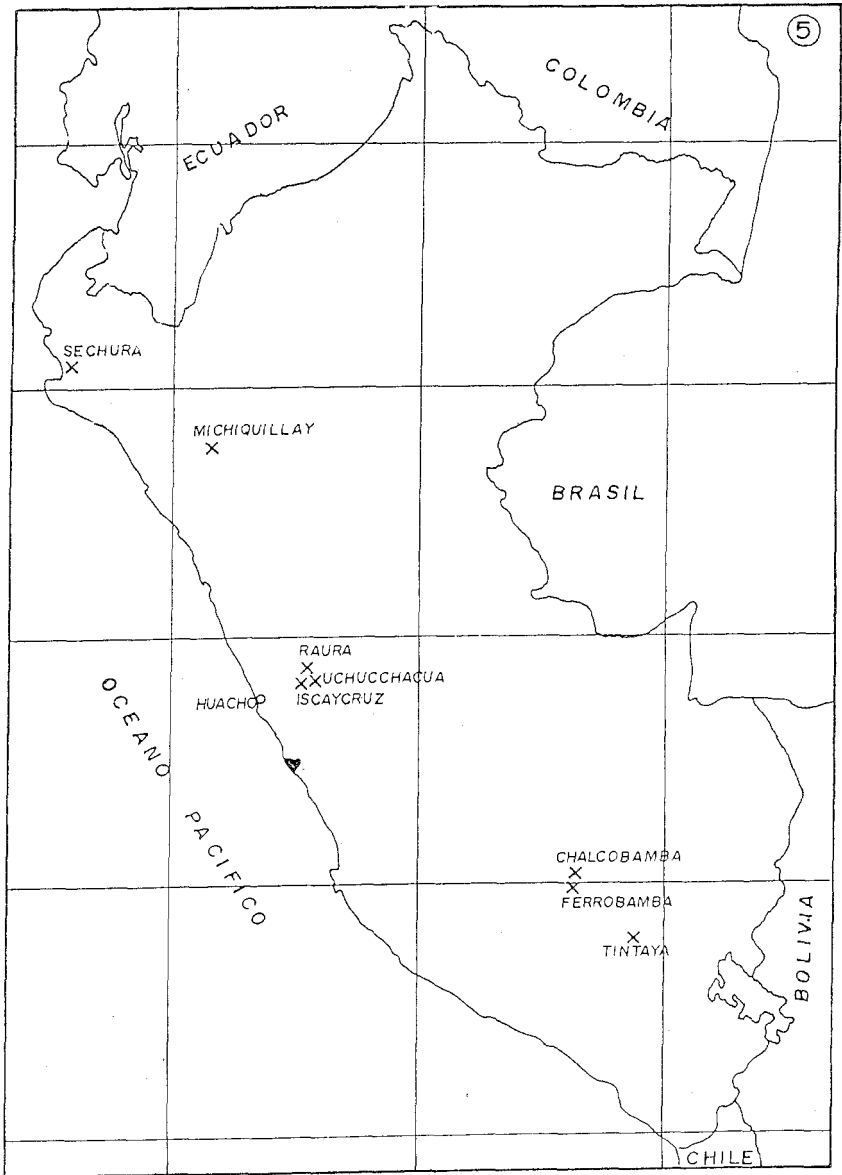 5
COLOMBIA
ECUADOR
SECHURA
MICHIQUILLAY
BRASIL
RAURA
UCHUCCHACUA
HUACHO
ISCAYCRUZ
OCEANO
PACIFICO
CHALCOBAMBA
FERROBAMBA
TINTAYA
BOLIVIA
CHILE